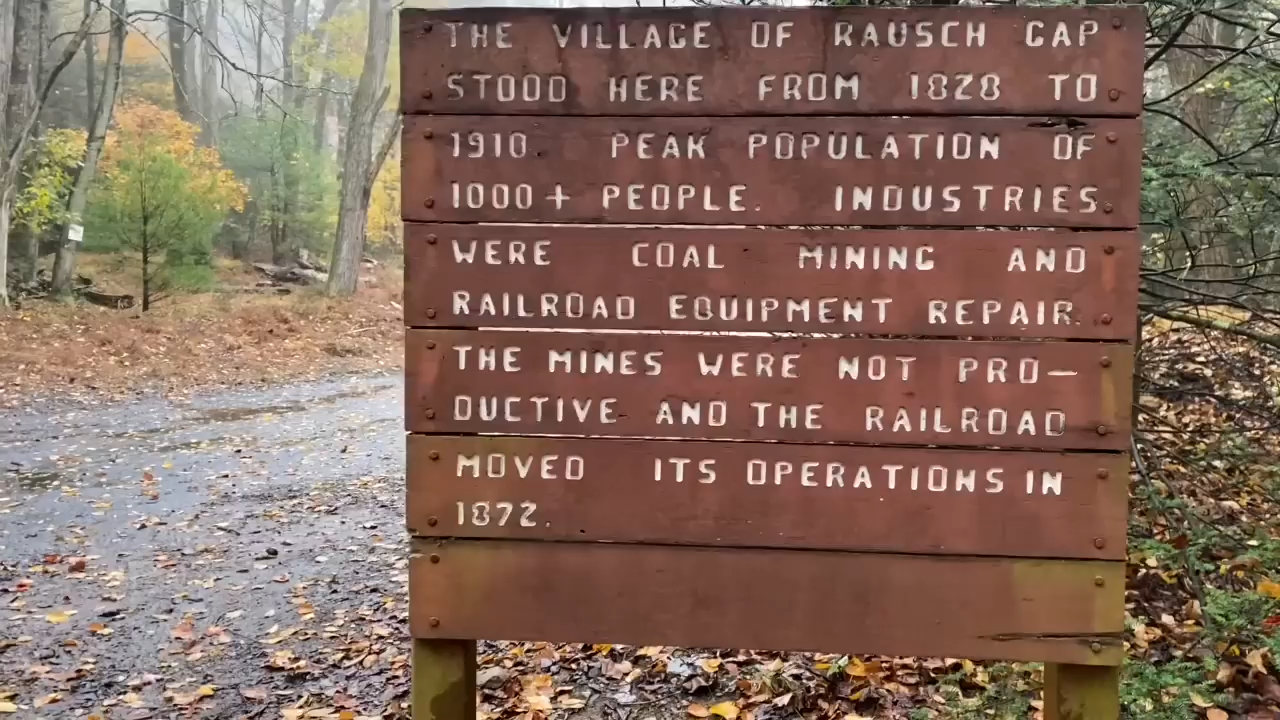 THE VILLAGE OF RAUSCH GAP
STOOD HERE FROM 1828 TO
1910. PEAK POPULATION OF
1000+ PEOPLE. INDUSTRIES
WERE COAL MINING AND
RAILROAD EQUIPMENT REPAIR.
THE MINES WERE NOT PRO-
DUCTIVE AND THE RAILROAD
MOVED ITS OPERATIONS IN
1872.